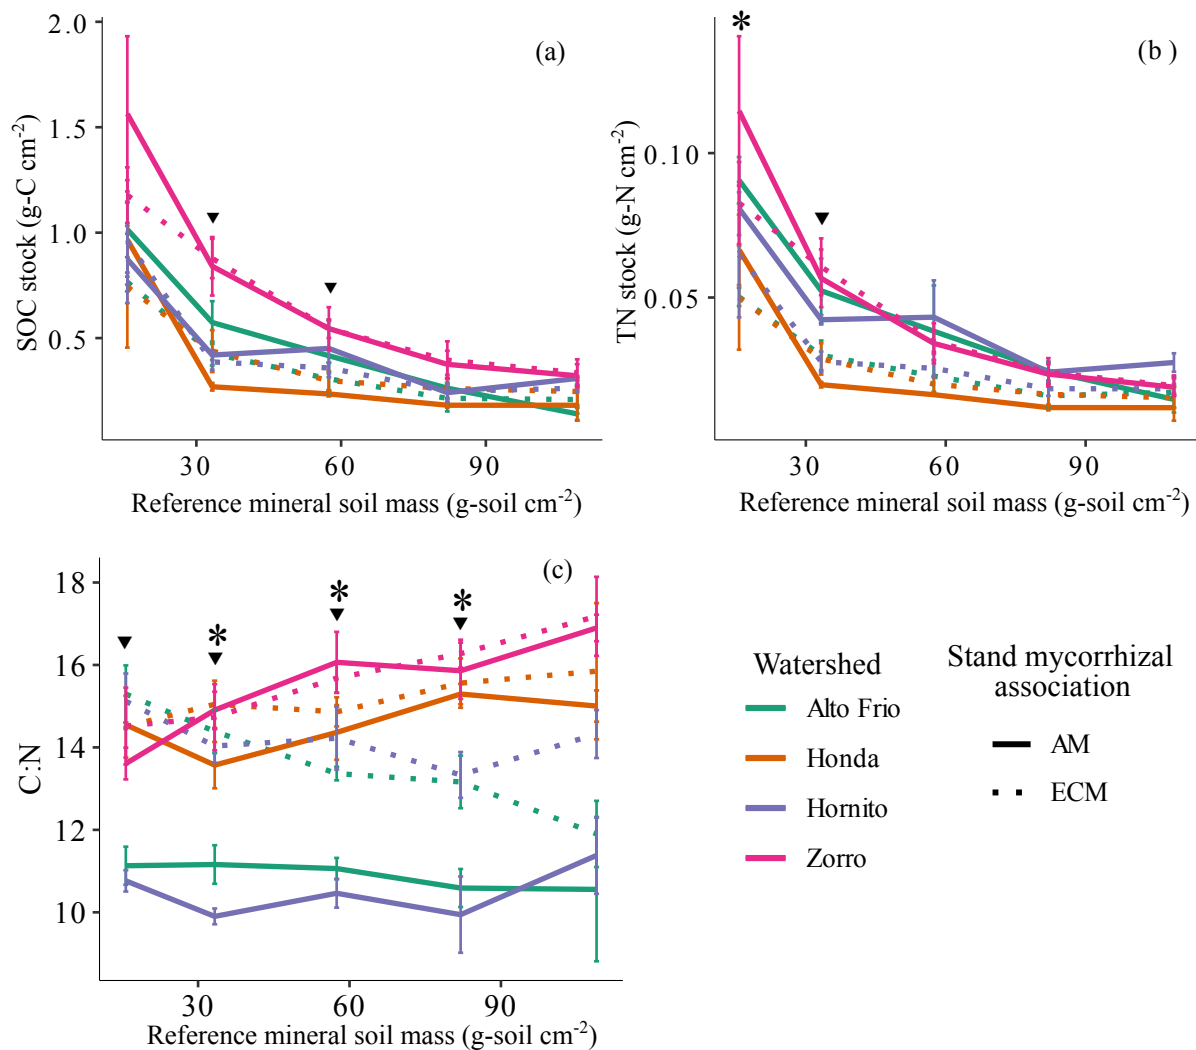 (a)
2.0
1.5
1.0
0.5
SOC stock (g-C cm-2)
30
60
90
Reference mineral soil mass (g-soil cm-2)
*
(b )
0.10
0.05
TN stock (g-N cm-2)
30
60
90
Reference mineral soil mass (g-soil cm-2)
(c)
* * *
18
16
14
12
10
C:N
30
60
90
Reference mineral soil mass (g-soil cm-2)
Watershed
Alto Frio
Honda
Hornito
Zorro
Stand mycorrhizal
association
AM
ECM